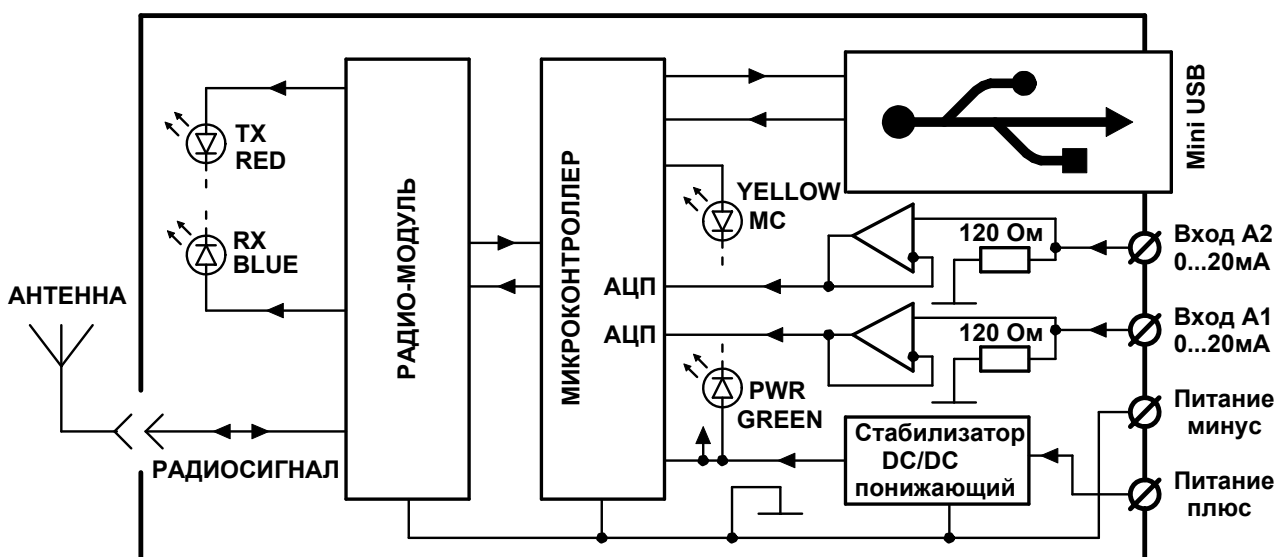 АНТЕННА
РАДИОСИГНАЛ
TX
RED
RX
BLUE
РАДИО-МОДУЛЬ
МИКРОКОНТРОЛЛЕР
АЦП
АЦП
YELLOW
MC
PWR
GREEN
120 Ом
120 Ом
Стабилизатор
DC/DC
понижающий
Mini USB
Вход А2
0...20мА
Вход А1
0...20мА
Питание
минус
Питание
плюс